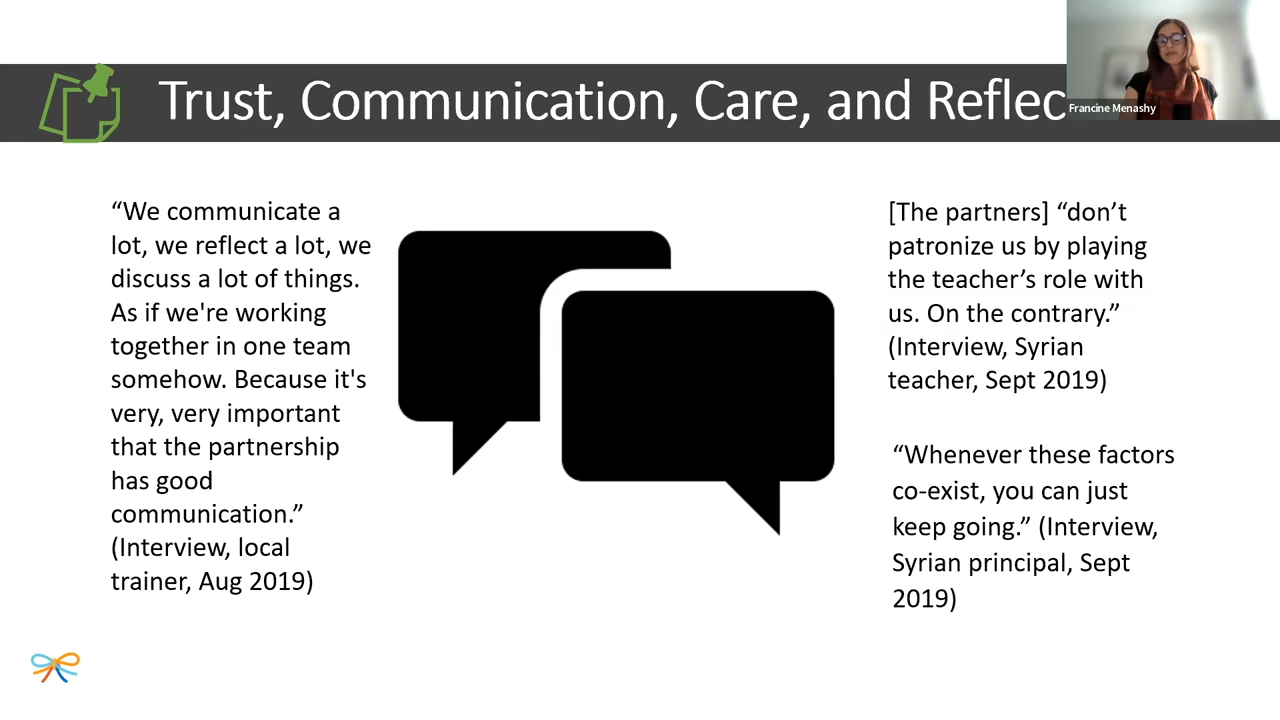 Trust, Communication, Care, and Reflec
Francine Menashy
“We communicate a
lot, we reflect a lot, we
discuss a lot of things.
As if we're working
together in one team
somehow. Because it's
very, very important
that the partnership
has good
communication.”
(Interview, local
trainer, Aug 2019)
[The partners] “don’t
patronize us by playing
the teacher’s role with
us. On the contrary.”
(Interview, Syrian
teacher, Sept 2019)
“Whenever these factors
co-exist, you can just
keep going.” (Interview,
Syrian principal, Sept
2019)